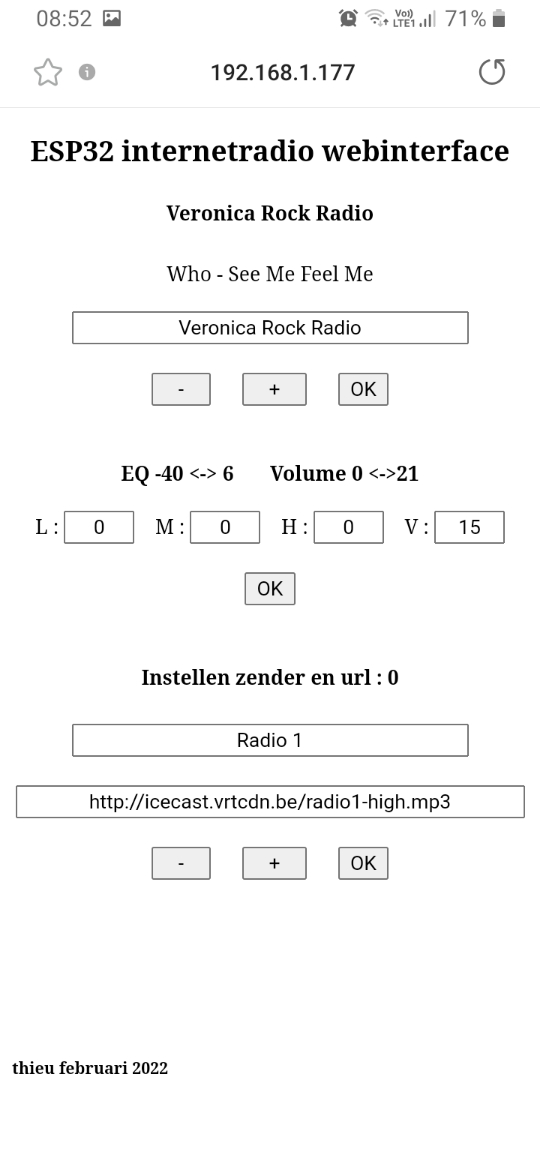 08:52 Vo)) LTE1 71%
192.168.1.177
ESP32 internetradio webinterface
Veronica Rock Radio
Who - See Me Feel Me
Veronica Rock Radio
- + OK
EQ -40 <-> 6 Volume 0 <->21
L : 0 M : 0 H : 0 V : 15
OK
Instellen zender en url : 0
Radio 1
http://icecast.vrtcdn.be/radio1-high.mp3
- + OK
thieu februari 2022